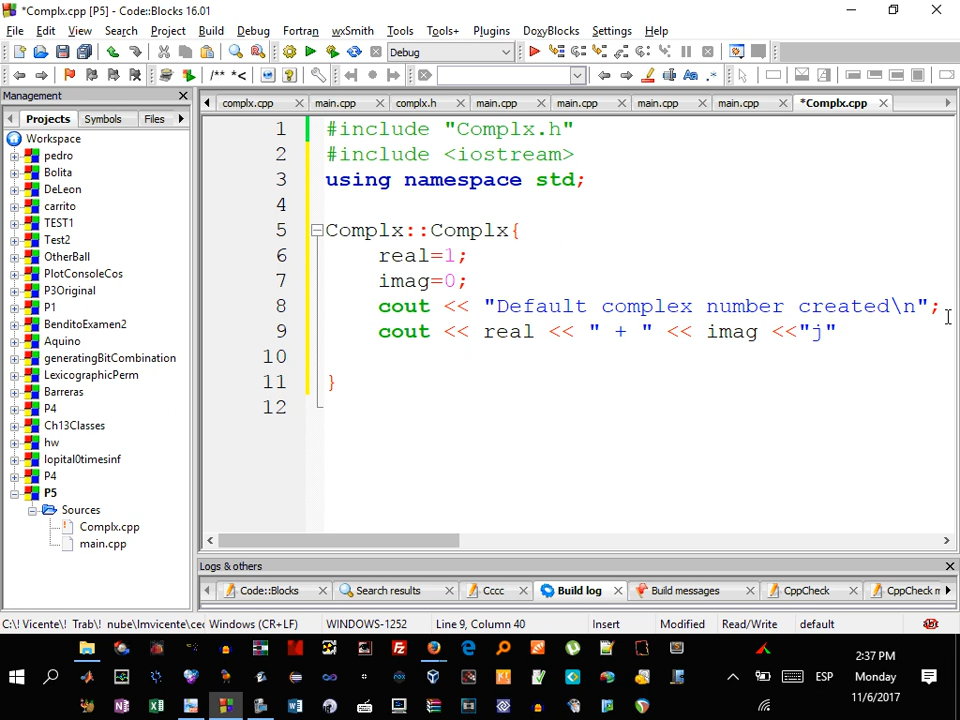 *Complx.cpp [P5] - Code::Blocks 16.01
File Edit View Search Project Build Debug Fortran wxSmith Tools Tools+ Plugins DoxyBlocks Settings Help
Debug
/** *<
Aa .*
Management
Projects Symbols Files
complx.cpp main.cpp complx.h main.cpp main.cpp main.cpp main.cpp *Complx.cpp
Workspace
pedro
Bolita
DeLeon
carrito
TEST1
Test2
OtherBall
PlotConsoleCos
P3Original
P1
BenditoExamen2
Aquino
generatingBitCombination
LexicographicPerm
Barreras
P4
Ch13Classes
hw
lopital0timesinf
P4
P5
Sources
Complx.cpp
main.cpp
1 #include "Complx.h"
2 #include <iostream>
3 using namespace std;
4
5 Complx::Complx{
6 real=1;
7 imag=0;
8 cout << "Default complex number created\n";
9 cout << real << " + " << imag <<"j"
10
11 }
12
Logs & others
Code::Blocks Search results Cccc Build log Build messages CppCheck CppCheck m
C:\! Vicente\! Trab\! nube\lmvicente\cec Windows (CR+LF) WINDOWS-1252 Line 9, Column 40 Insert Modified Read/Write default
ESP
2:37 PM
Monday
11/6/2017